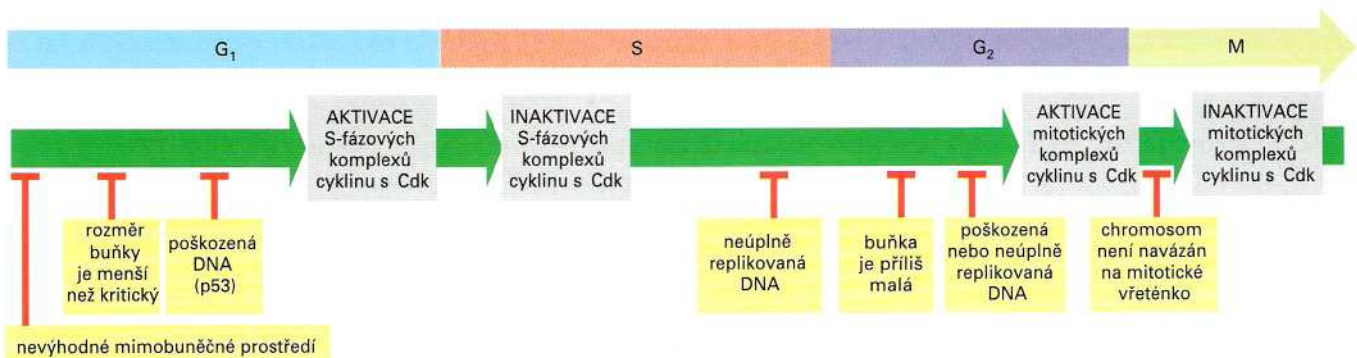 G₁
S
G₂
M
AKTIVACE
S-fázových
komplexů
cyklinu s Cdk
INAKTIVACE
S-fázových
komplexů
cyklinu s Cdk
AKTIVACE
mitotických
komplexů
cyklinu s Cdk
INAKTIVACE
mitotických
komplexů
cyklinu s Cdk
rozměr
buňky
je menší
než kritický
poškozená
DNA
(p53)
neúplně
replikovaná
DNA
buňka
je příliš
malá
poškozená
nebo neúplně
replikovaná
DNA
chromosom
není navázán
na mitotické
vřeténko
nevýhodné mimobuněčné prostředí